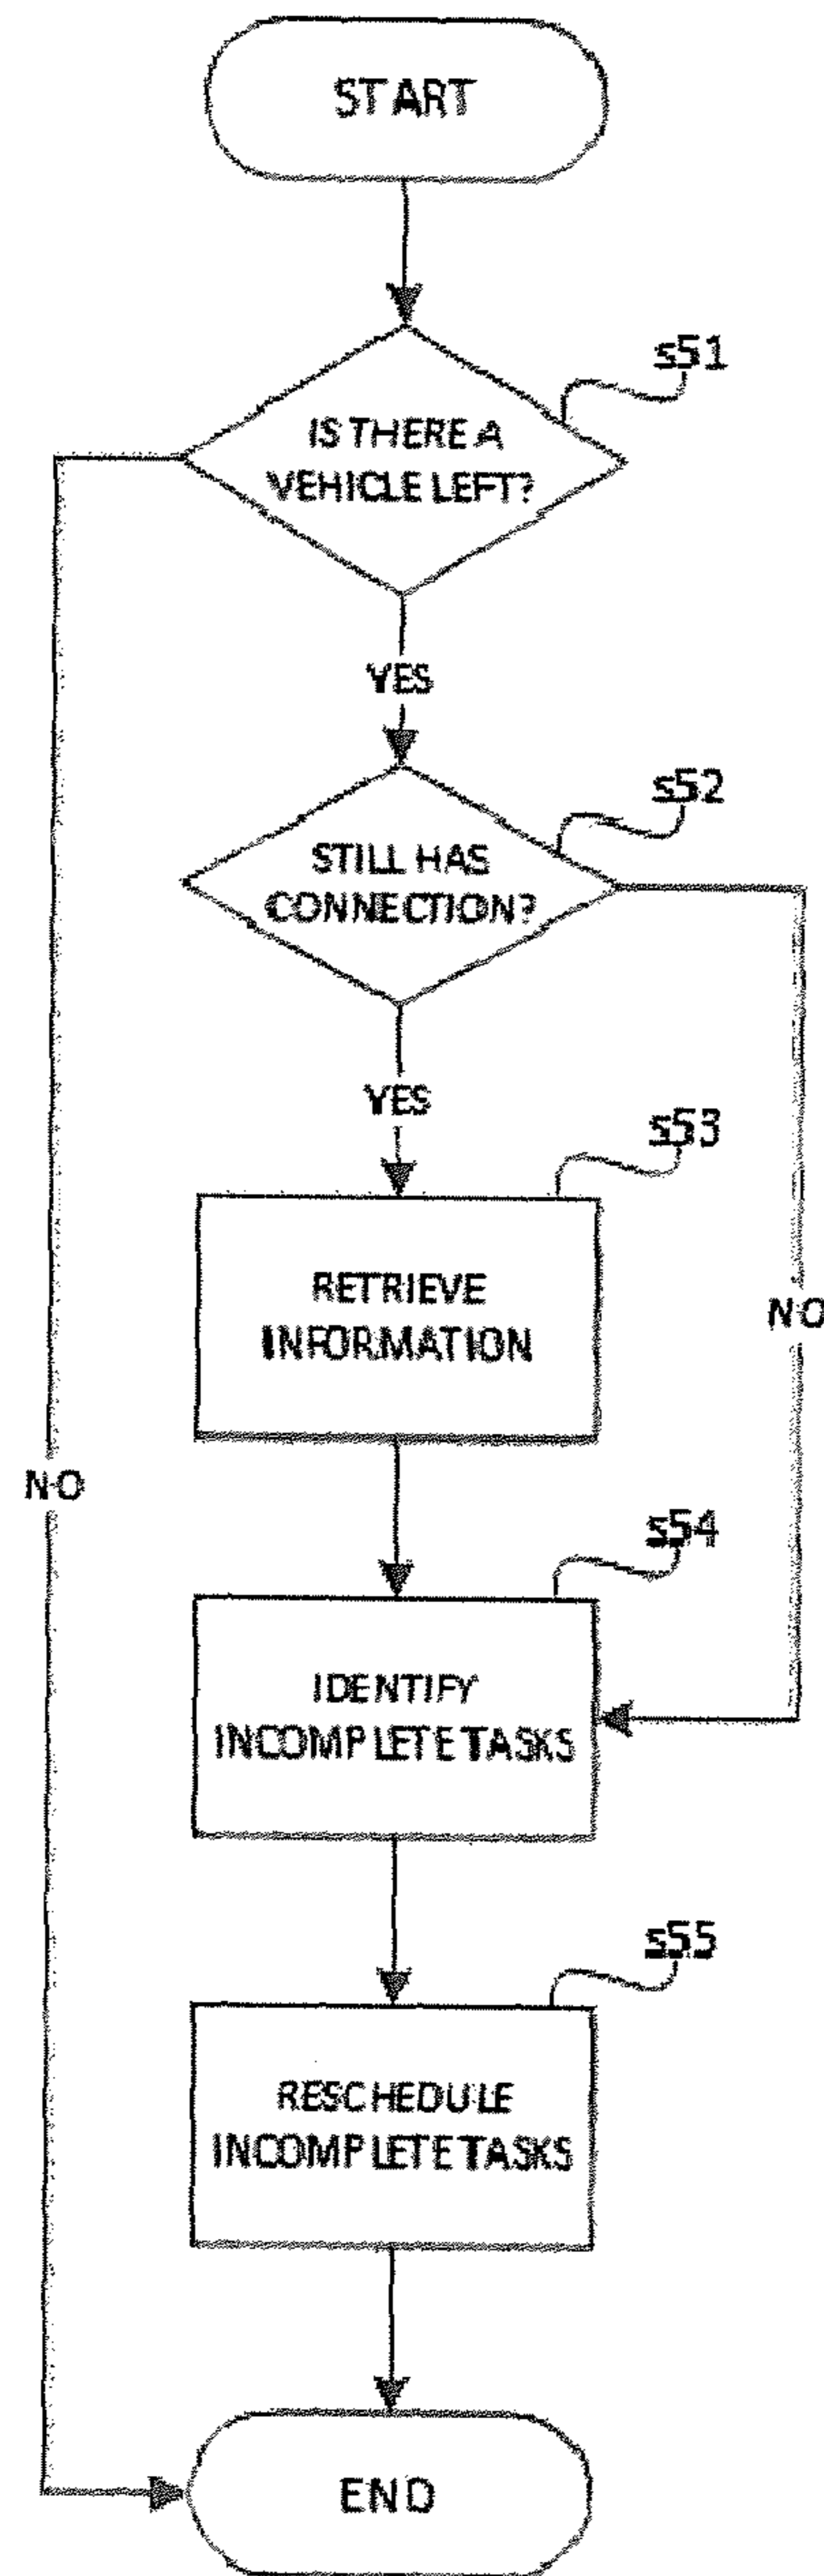 START
s51
IS THERE A
VEHICLE LEFT?
YES
s52
STILL HAS
CONNECTION?
YES
s53
RETRIEVE
INFORMATION
NO
NO
s54
IDENTIFY
INCOMPLETE TASKS
s55
RESCHEDULE
INCOMPLETE TASKS
END